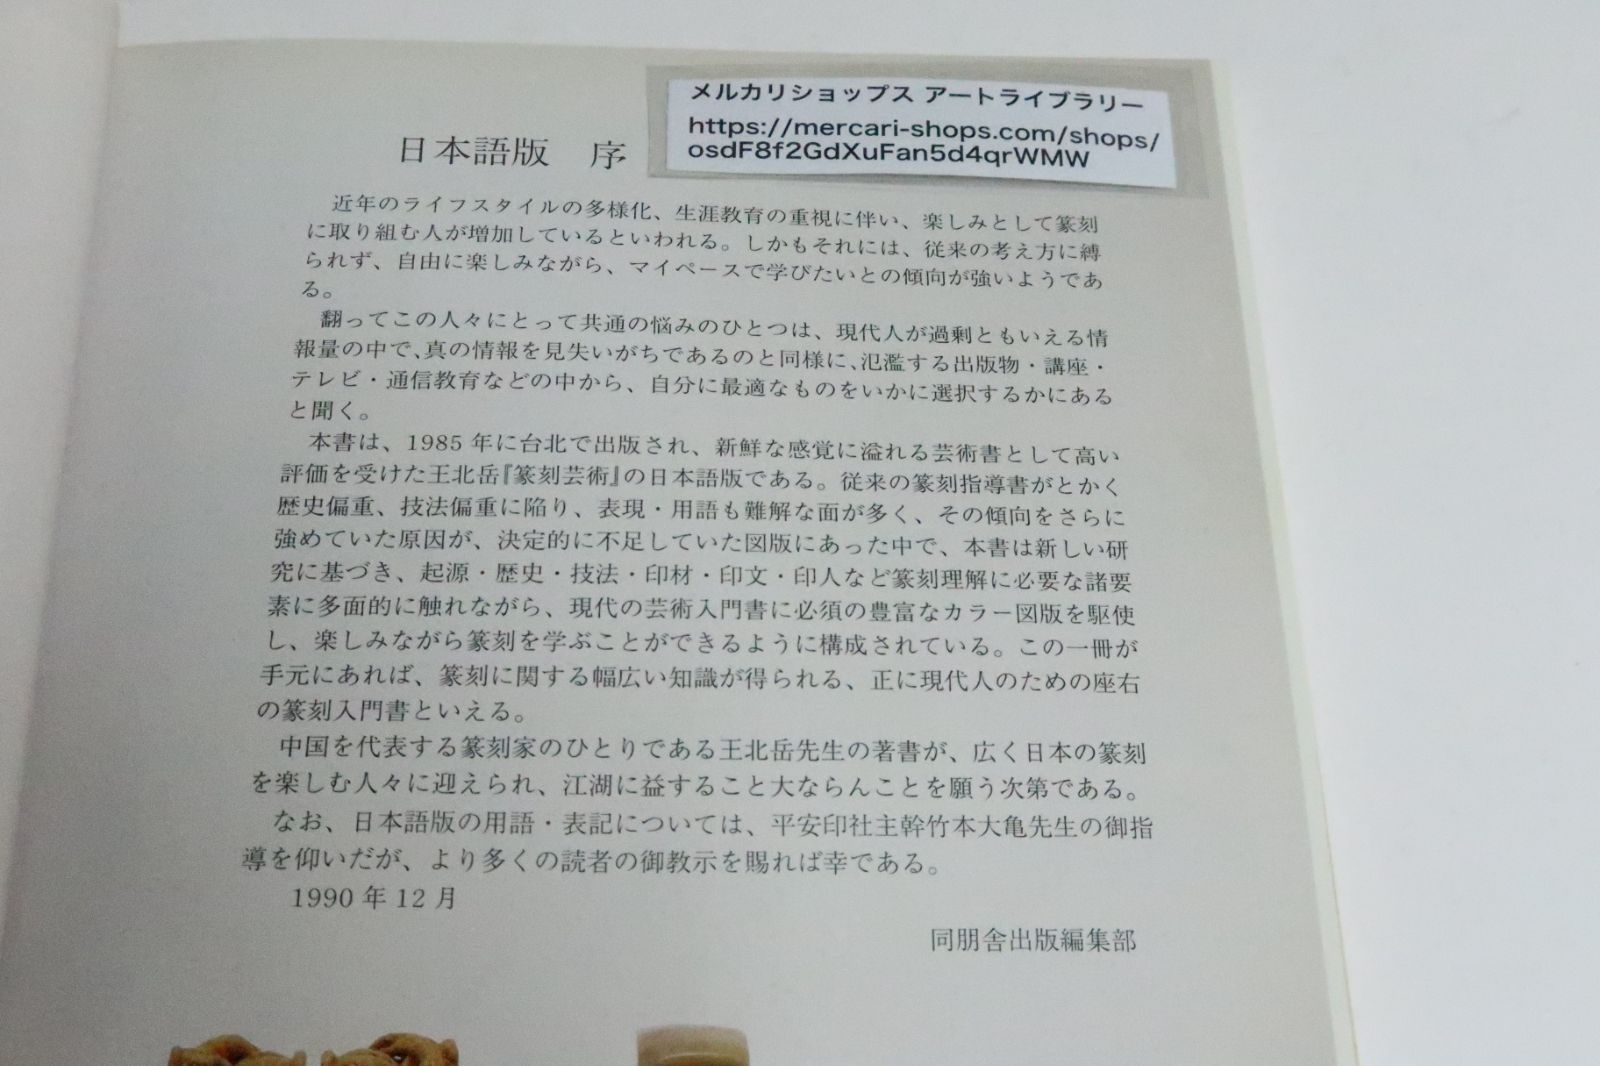 メルカリショップス アートライブラリー
https://mercari-shops.com/shops/
osdF8f2GdXuFan5d4qrWMW
日本語版 序
近年のライフスタイルの多様化、生涯教育の重視に伴い、楽しみとして篆刻
に取り組む人が増加しているといわれる。しかもそれには、従来の考え方に縛
られず、自由に楽しみながら、マイペースで学びたいとの傾向が強いようであ
る。
翻ってこの人々にとって共通の悩みのひとつは、現代人が過剰ともいえる情
報量の中で、真の情報を見失いがちであるのと同様に、氾濫する出版物・講座・
テレビ・通信教育などの中から、自分に最適なものをいかに選択するかにある
と聞く。
本書は、1985年に台北で出版され、新鮮な感覚に溢れる芸術書として高い
評価を受けた王北岳『篆刻芸術』の日本語版である。従来の篆刻指導書がとかく
歴史偏重、技法偏重に陥り、表現・用語も難解な面が多く、その傾向をさらに
強めていた原因が、決定的に不足していた図版にあった中で、本書は新しい研
究に基づき、起源・歴史・技法・印材・印文・印人など篆刻理解に必要な諸要
素に多面的に触れながら、現代の芸術入門書に必須の豊富なカラー図版を駆使
し、楽しみながら篆刻を学ぶことができるように構成されている。この一冊が
手元にあれば、篆刻に関する幅広い知識が得られる、正に現代人のための座右
の篆刻入門書といえる。
中国を代表する篆刻家のひとりである王北岳先生の著書が、広く日本の篆刻
を楽しむ人々に迎えられ、江湖に益すること大ならんことを願う次第である。
なお、日本語版の用語・表記については、平安印社主幹竹本大亀先生の御指
導を仰いだが、より多くの読者の御教示を賜れば幸である。
1990年12月
同朋舎出版編集部